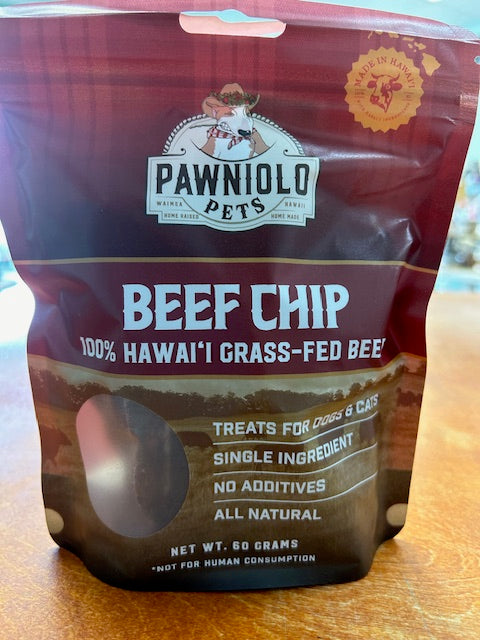 MADE IN HAWAI'I
PAWNIOLO
PETS
WAIMEA HAWAII
HOME RAISED HOME MADE
BEEF CHIP
100% HAWAIʻI GRASS-FED BEEF
TREATS FOR DOGS & CATS
SINGLE INGREDIENT
NO ADDITIVES
ALL NATURAL
NET WT. 60 GRAMS
*NOT FOR HUMAN CONSUMPTION